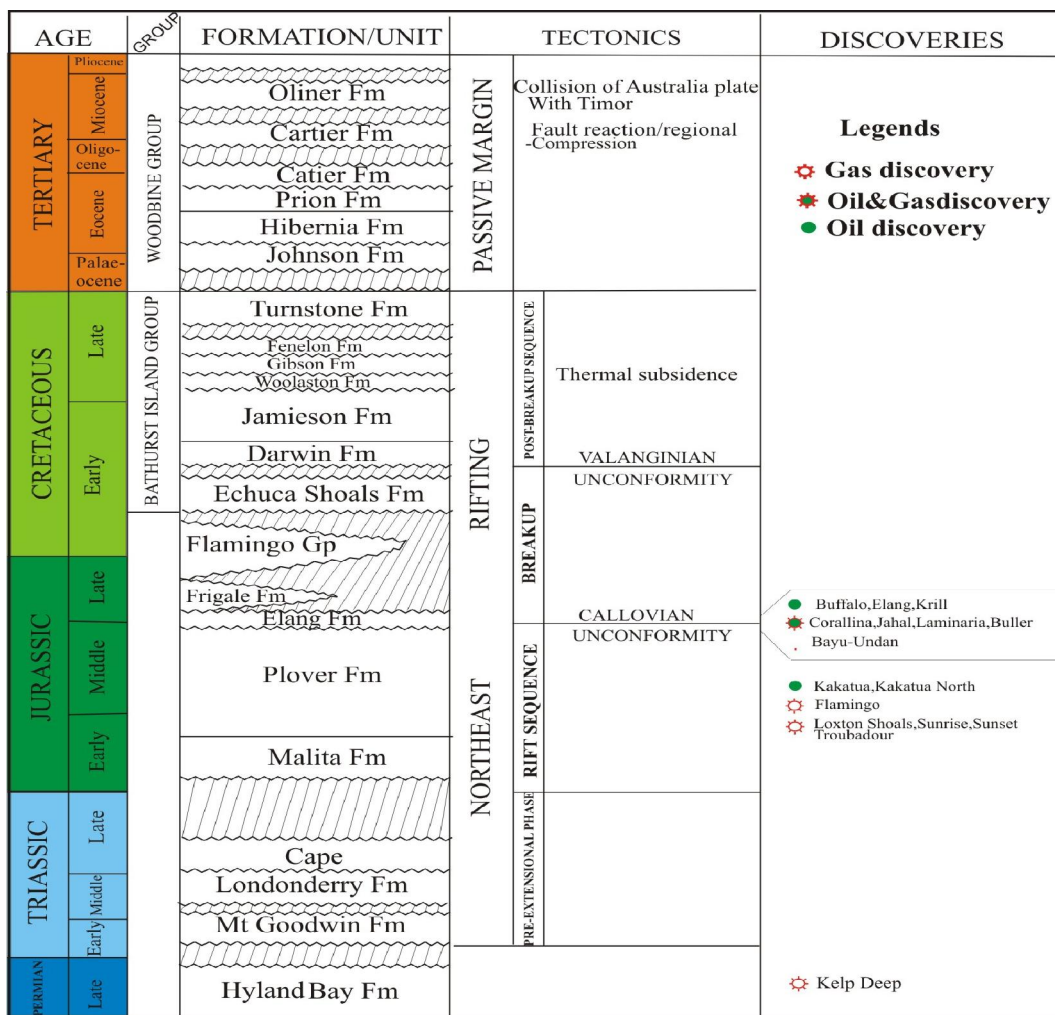 AGE
GROUP
FORMATION/UNIT
TECTONICS
DISCOVERIES
TERTIARY
Pliocene
Miocene
Oligo-
cene
Eocene
Palae-
ocene
WOODBINE GROUP
Oliner Fm
Cartier Fm
Catier Fm
Prion Fm
Hibernia Fm
Johnson Fm
PASSIVE MARGIN
Collision of Australia plate
With Timor
Fault reaction/regional
-Compression
Legends
Gas discovery
Oil&Gasdiscovery
Oil discovery
CRETACEOUS
Late
Early
BATHURST ISLAND GROUP
Turnstone Fm
Fenelon Fm
Gibson Fm
Woolaston Fm
Jamieson Fm
Darwin Fm
Echuca Shoals Fm
Flamingo Gp
NORTHEAST RIFTING
POST-BREAKUP SEQUENCE
Thermal subsidence
VALANGINIAN
UNCONFORMITY
BREAKUP
JURASSIC
Late
Middle
Early
Frigale Fm
Elang Fm
Plover Fm
Malita Fm
CALLOVIAN
UNCONFORMITY
RIFT SEQUENCE
Buffalo,Elang,Krill
Corallina,Jahal,Laminaria,Buller
Bayu-Undan
Kakatua,Kakatua North
Flamingo
Loxton Shoals,Sunrise,Sunset
Troubadour
TRIASSIC
Late
Middle
Early
Cape
Londonderry Fm
Mt Goodwin Fm
PRE-EXTENSIONAL PHASE
PERMIAN
Late
Hyland Bay Fm
Kelp Deep